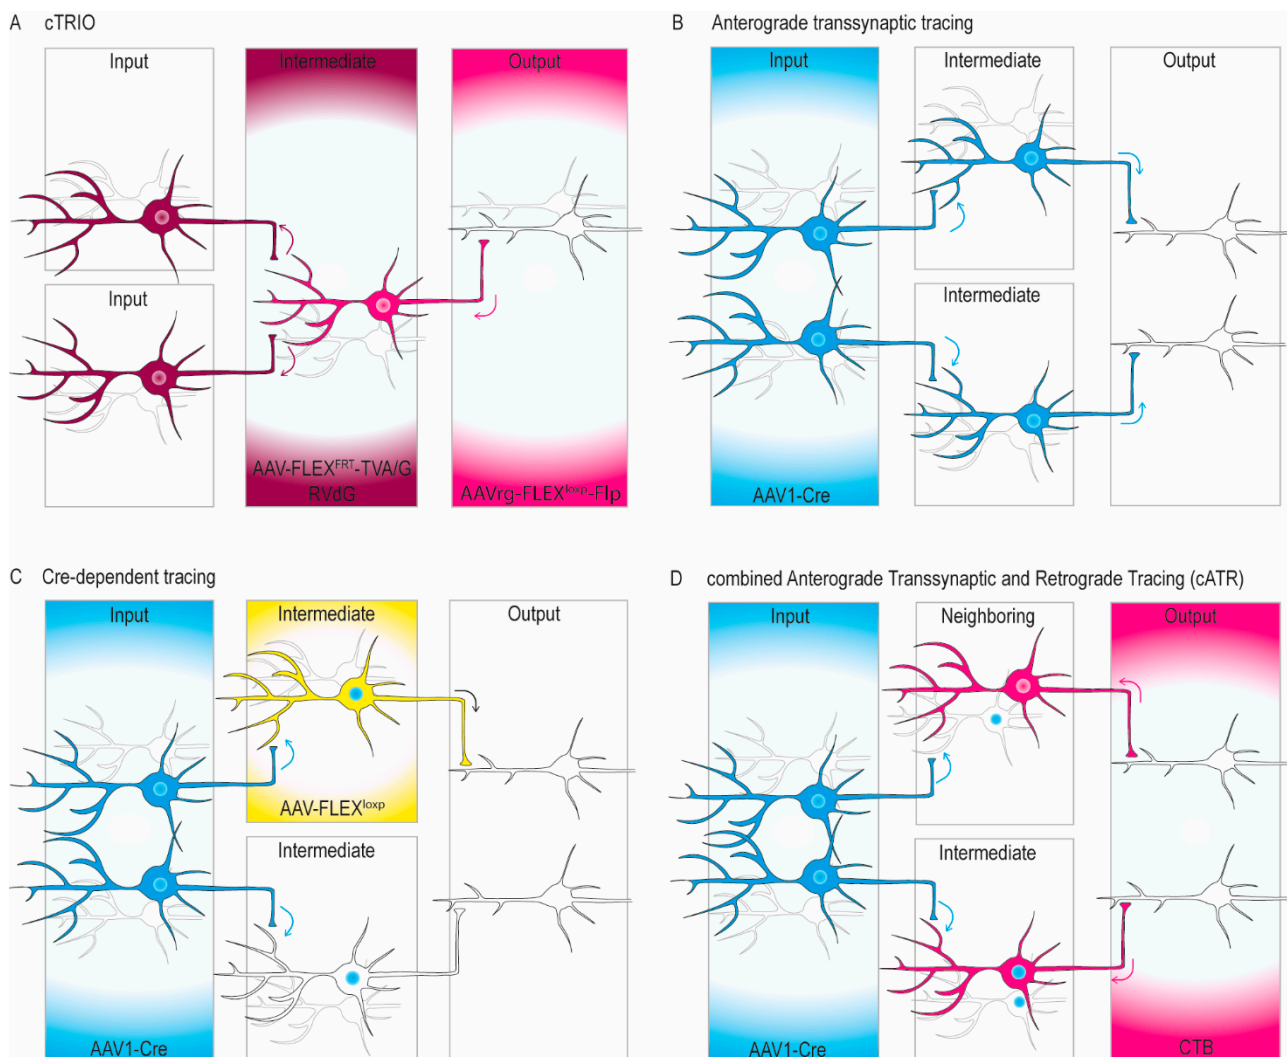 A cTRIO
Input
Intermediate
Output
Input
AAV-FLEXFRT-TVA/G
RVdG
AAVrg-FLEXloxp-Flp
B Anterograde transsynaptic tracing
Input
Intermediate
Output
Intermediate
AAV1-Cre
C Cre-dependent tracing
Input
Intermediate
Output
AAV-FLEXloxp
Intermediate
AAV1-Cre
D combined Anterograde Transsynaptic and Retrograde Tracing (cATR)
Input
Neighboring
Output
Intermediate
AAV1-Cre
CTB